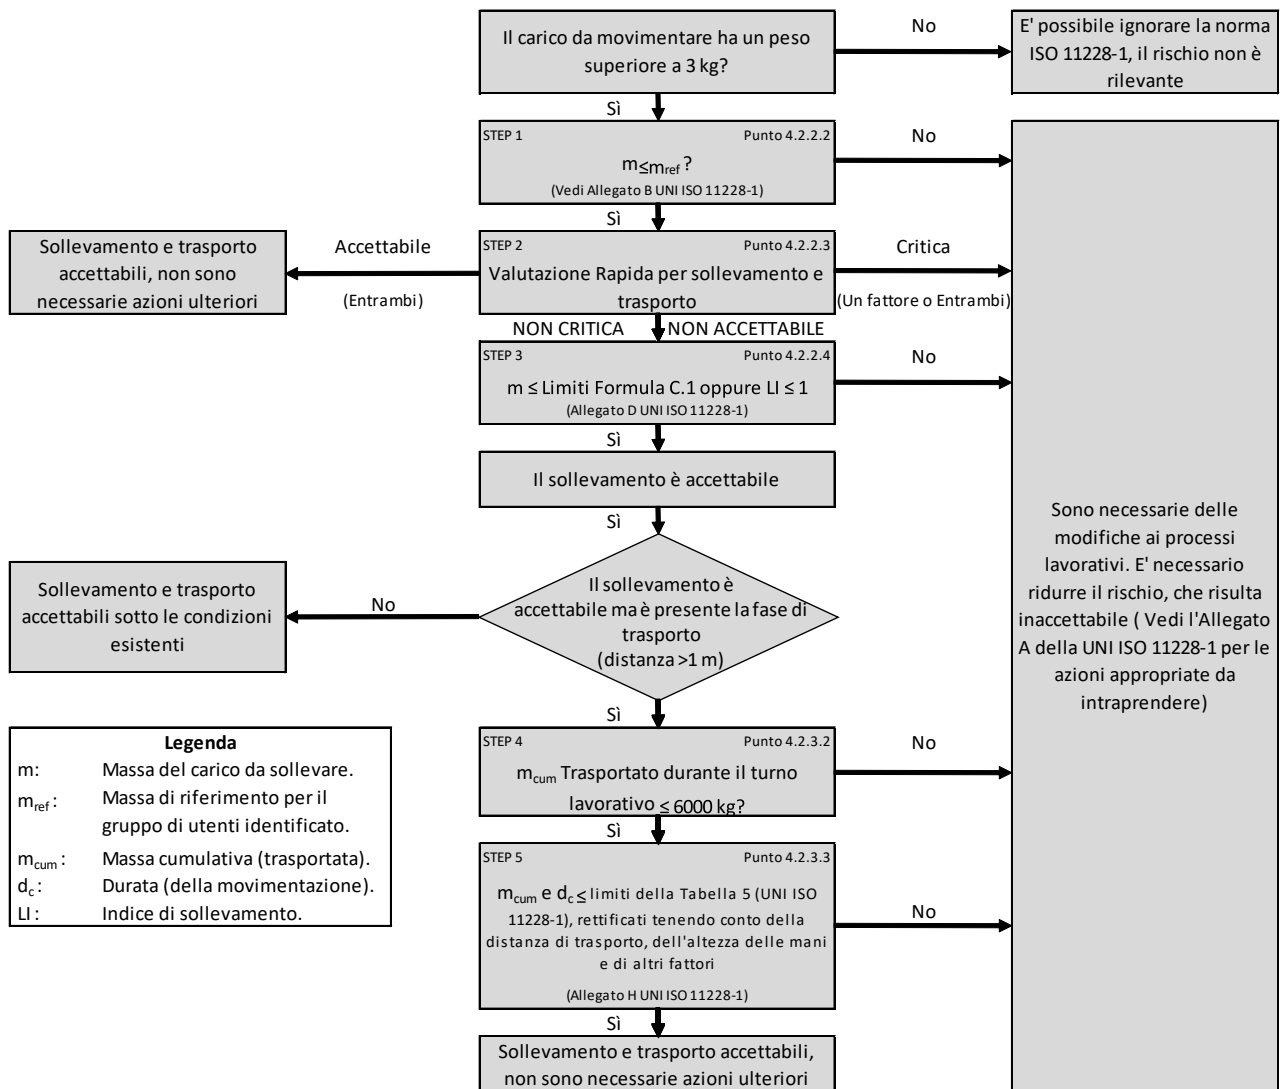 Il carico da movimentare ha un peso
superiore a 3 kg?
No
E' possibile ignorare la norma
ISO 11228-1, il rischio non è
rilevante
Sì
STEP 1 Punto 4.2.2.2
m≤mref ?
(Vedi Allegato B UNI ISO 11228-1)
No
Sì
STEP 2 Punto 4.2.2.3
Valutazione Rapida per sollevamento e
trasporto
Accettabile
(Entrambi)
Sollevamento e trasporto
accettabili, non sono
necessarie azioni ulteriori
Critica
(Un fattore o Entrambi)
NON CRITICA NON ACCETTABILE
STEP 3 Punto 4.2.2.4
m ≤ Limiti Formula C.1 oppure LI ≤ 1
(Allegato D UNI ISO 11228-1)
No
Sì
Il sollevamento è accettabile
Sì
Il sollevamento è
accettabile ma è presente la fase di
trasporto
(distanza >1 m)
No
Sollevamento e trasporto
accettabili sotto le condizioni
esistenti
Sono necessarie delle
modifiche ai processi
lavorativi. E' necessario
ridurre il rischio, che risulta
inaccettabile ( Vedi l'Allegato
A della UNI ISO 11228-1 per le
azioni appropriate da
intraprendere)
Sì
STEP 4 Punto 4.2.3.2
mcum Trasportato durante il turno
lavorativo ≤ 6000 kg?
No
Sì
STEP 5 Punto 4.2.3.3
mcum e dc ≤ limiti della Tabella 5 (UNI ISO
11228-1), rettificati tenendo conto della
distanza di trasporto, dell'altezza delle mani
e di altri fattori
(Allegato H UNI ISO 11228-1)
No
Sì
Sollevamento e trasporto accettabili,
non sono necessarie azioni ulteriori
Legenda
m: Massa del carico da sollevare.
mref : Massa di riferimento per il
gruppo di utenti identificato.
mcum : Massa cumulativa (trasportata).
dc : Durata (della movimentazione).
LI : Indice di sollevamento.